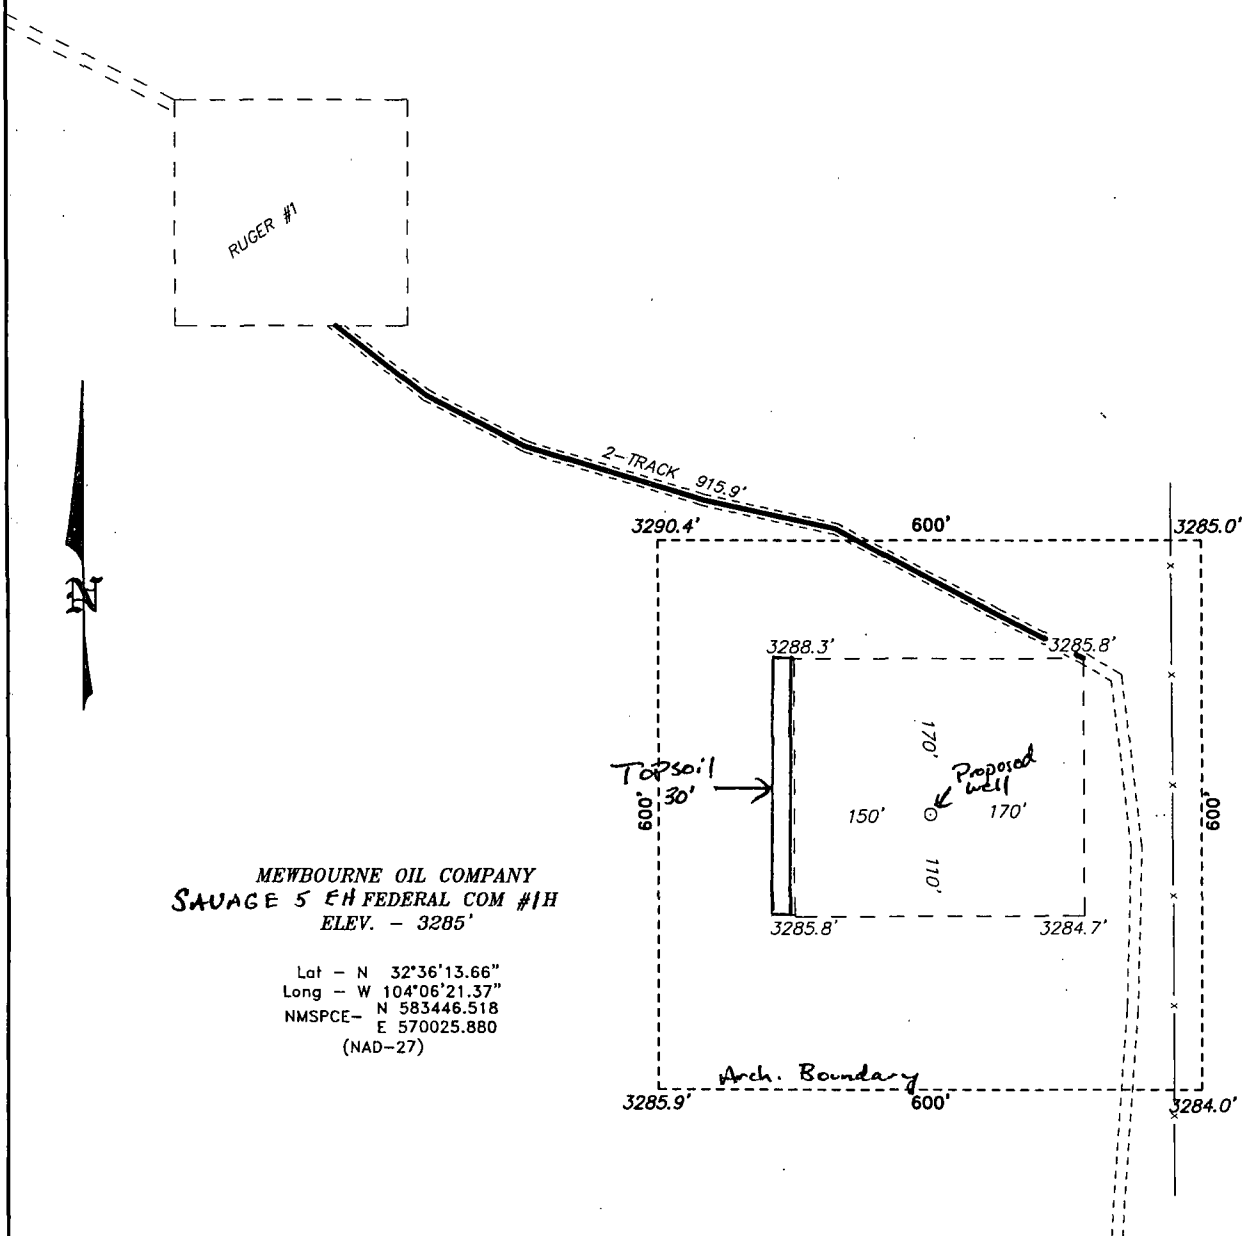 RUGER #1
2-TRACK 915.9'
3290.4'
600'
3285.0'
3288.3'
3285.8'
170'
Topsoil
30'
Proposed
well
150'
170'
600'
600'
110'
MEWBOURNE OIL COMPANY
SAVAGE 5 EH FEDERAL COM #1H
ELEV. - 3285'
3285.8'
3284.7'
Lat - N 32°36'13.66"
Long - W 104°06'21.37"
NMSPCE- N 583446.518
E 570025.880
(NAD-27)
Arch. Boundary
3285.9'
600'
3284.0'